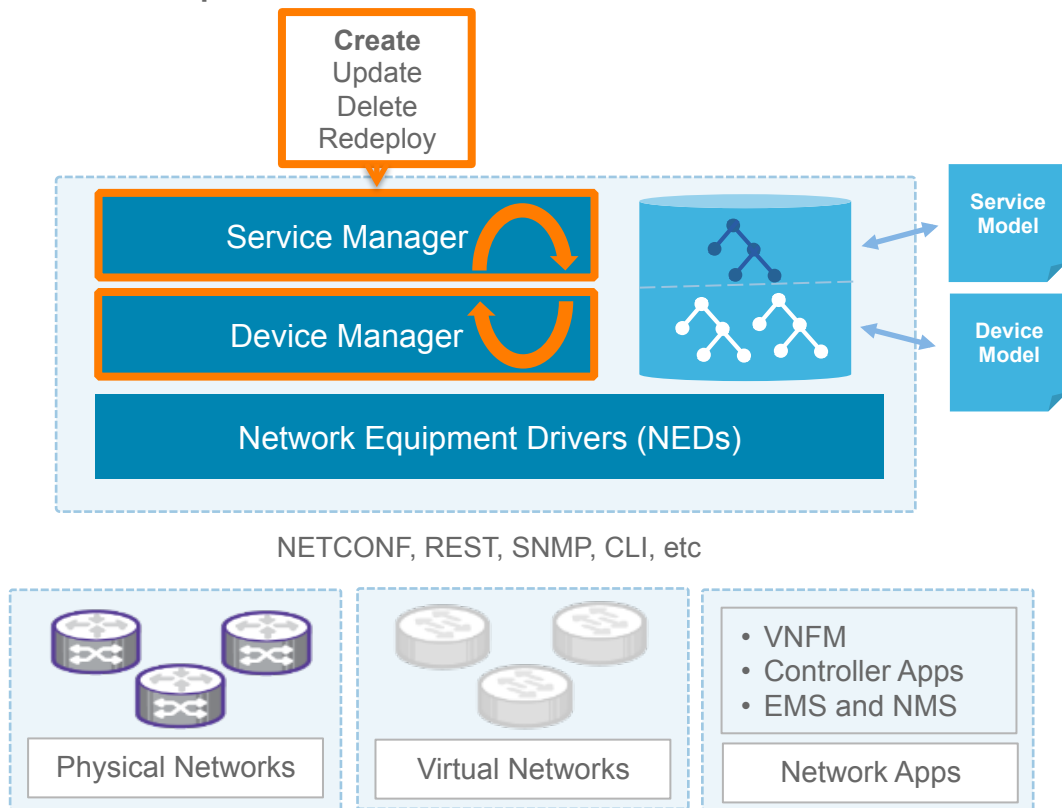 Create
Update
Delete
Redeploy
Service Manager
Service
Model
Device Manager
Device
Model
Network Equipment Drivers (NEDs)
NETCONF, REST, SNMP, CLI, etc
• VNFM
• Controller Apps
• EMS and NMS
Physical Networks
Virtual Networks
Network Apps